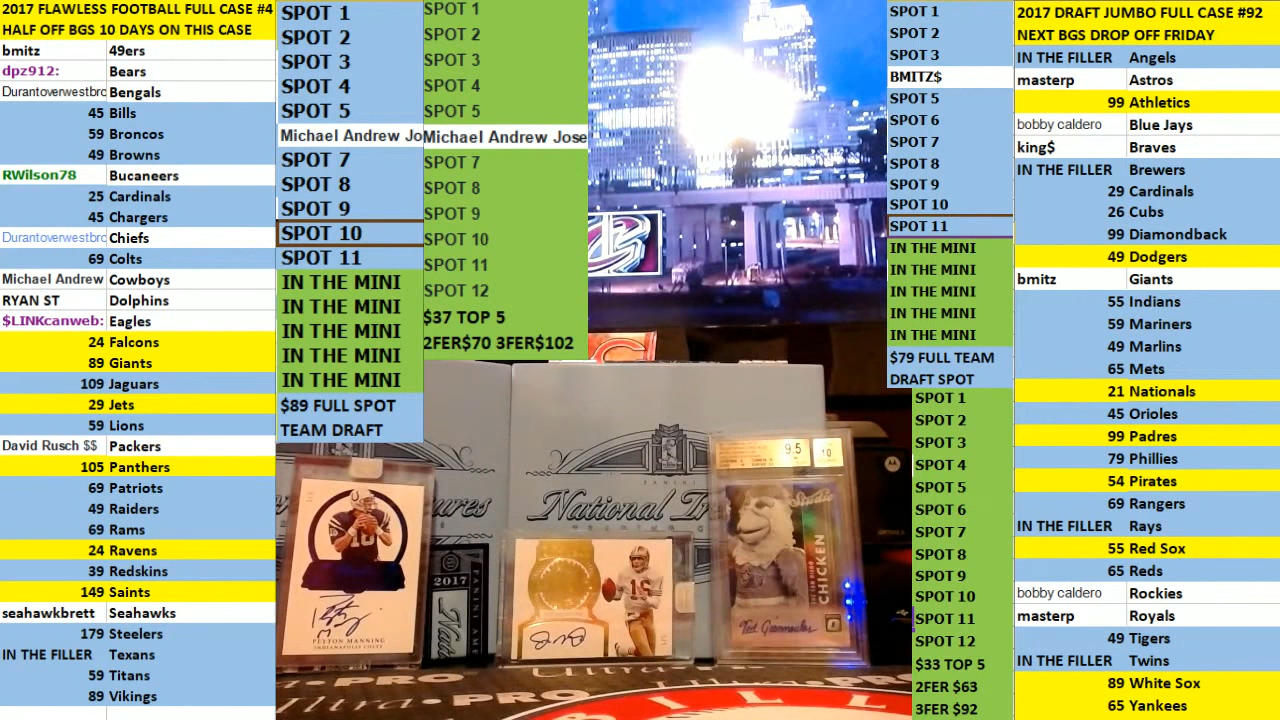 2017 FLAWLESS FOOTBALL FULL CASE #4
HALF OFF BGS 10 DAYS ON THIS CASE
bmitz 49ers
dpz912: Bears
Durantoverwestbro Bengals
45 Bills
59 Broncos
49 Browns
RWilson78 Bucaneers
25 Cardinals
45 Chargers
Durantoverwestbro Chiefs
69 Colts
Michael Andrew Cowboys
RYAN ST Dolphins
$LINKcanweb: Eagles
24 Falcons
89 Giants
109 Jaguars
29 Jets
59 Lions
David Rusch $$ Packers
105 Panthers
69 Patriots
49 Raiders
69 Rams
24 Ravens
39 Redskins
149 Saints
seahawkbrett Seahawks
179 Steelers
IN THE FILLER Texans
59 Titans
89 Vikings
SPOT 1
SPOT 2
SPOT 3
SPOT 4
SPOT 5
Michael Andrew Jo
SPOT 7
SPOT 8
SPOT 9
SPOT 10
SPOT 11
IN THE MINI
IN THE MINI
IN THE MINI
IN THE MINI
IN THE MINI
$89 FULL SPOT
TEAM DRAFT
SPOT 1
SPOT 2
SPOT 3
SPOT 4
SPOT 5
Michael Andrew Jose
SPOT 7
SPOT 8
SPOT 9
SPOT 10
SPOT 11
SPOT 12
$37 TOP 5
2FER$70 3FER$102
PEYTON MANNING
INDIANAPOLIS COLTS
2017
National Tr
9.5
10
CHICKEN
Ted Giannoulas
Ultra PRO
SPOT 1
SPOT 2
SPOT 3
BMITZ$
SPOT 5
SPOT 6
SPOT 7
SPOT 8
SPOT 9
SPOT 10
SPOT 11
IN THE MINI
IN THE MINI
IN THE MINI
IN THE MINI
IN THE MINI
$79 FULL TEAM
DRAFT SPOT
SPOT 1
SPOT 2
SPOT 3
SPOT 4
SPOT 5
SPOT 6
SPOT 7
SPOT 8
SPOT 9
SPOT 10
SPOT 11
SPOT 12
$33 TOP 5
2FER $63
3FER $92
2017 DRAFT JUMBO FULL CASE #92
NEXT BGS DROP OFF FRIDAY
IN THE FILLER Angels
masterp Astros
99 Athletics
bobby caldero Blue Jays
king$ Braves
IN THE FILLER Brewers
29 Cardinals
26 Cubs
99 Diamondback
49 Dodgers
bmitz Giants
55 Indians
59 Mariners
49 Marlins
65 Mets
21 Nationals
45 Orioles
99 Padres
79 Phillies
54 Pirates
69 Rangers
IN THE FILLER Rays
55 Red Sox
65 Reds
bobby caldero Rockies
masterp Royals
49 Tigers
IN THE FILLER Twins
89 White Sox
65 Yankees